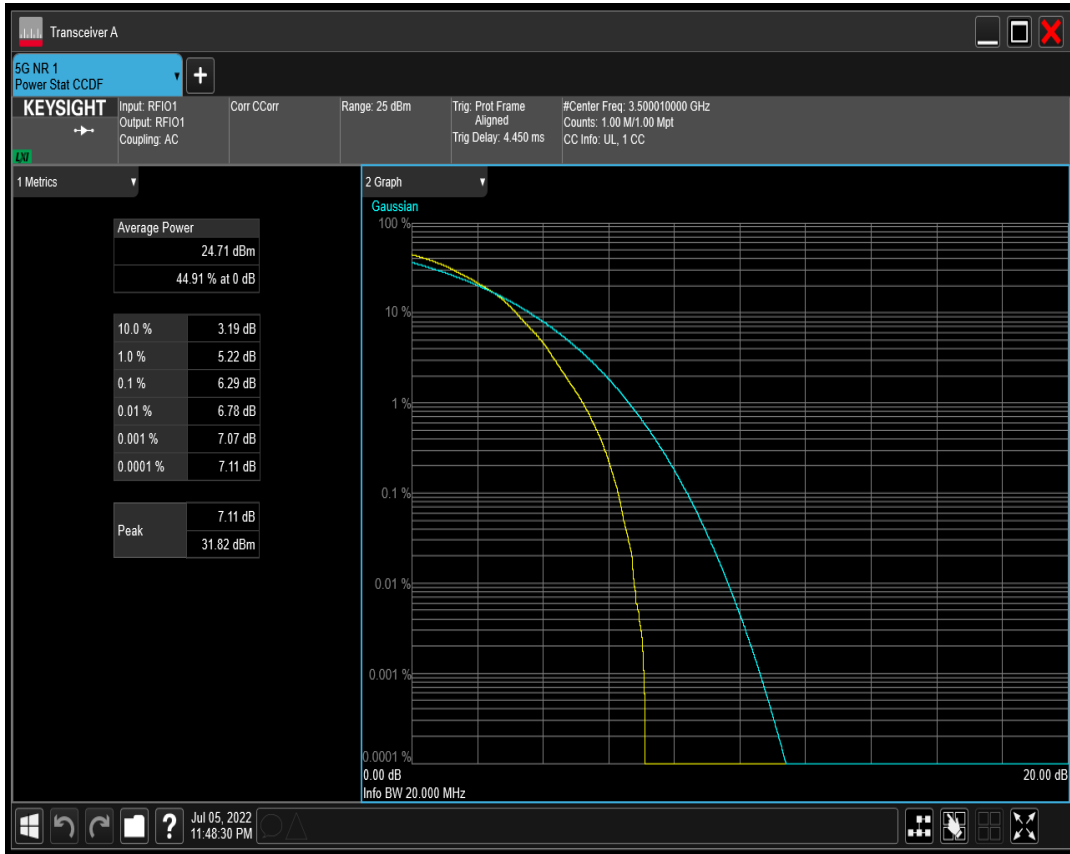 Transceiver A
5G NR 1
Power Stat CCDF
+
KEYSIGHT
LXI
Input: RFIO1
Output: RFIO1
Coupling: AC
Corr CCorr
Range: 25 dBm
Trig: Prot Frame
Aligned
Trig Delay: 4.450 ms
#Center Freq: 3.500010000 GHz
Counts: 1.00 M/1.00 Mpt
CC Info: UL, 1 CC
1 Metrics
Average Power
24.71 dBm
44.91 % at 0 dB
10.0 % 3.19 dB
1.0 % 5.22 dB
0.1 % 6.29 dB
0.01 % 6.78 dB
0.001 % 7.07 dB
0.0001 % 7.11 dB
Peak
7.11 dB
31.82 dBm
2 Graph
Gaussian
100 %
10 %
1 %
0.1 %
0.01 %
0.001 %
0.0001 %
0.00 dB 20.00 dB
Info BW 20.000 MHz
?
Jul 05, 2022
11:48:30 PM